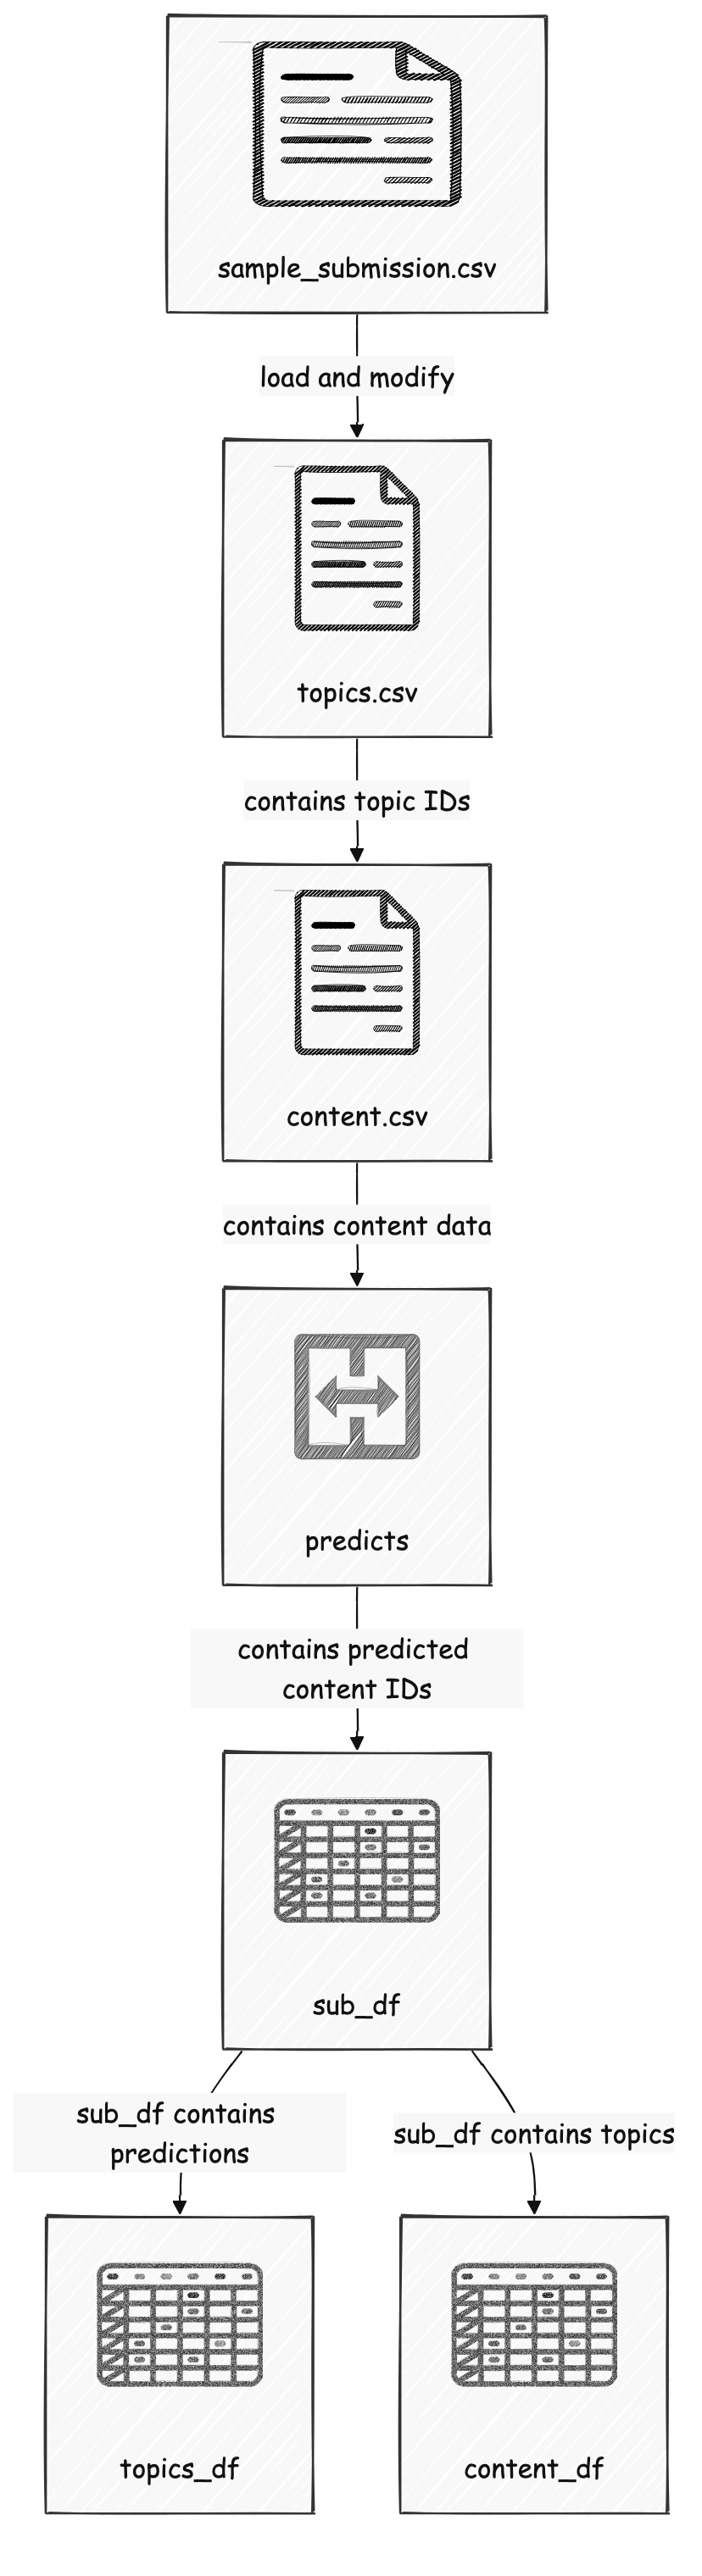 sample_submission.csv
load and modify
topics.csv
contains topic IDs
content.csv
contains content data
predicts
contains predicted
content IDs
sub_df
sub_df contains
predictions
sub_df contains topics
topics_df
content_df